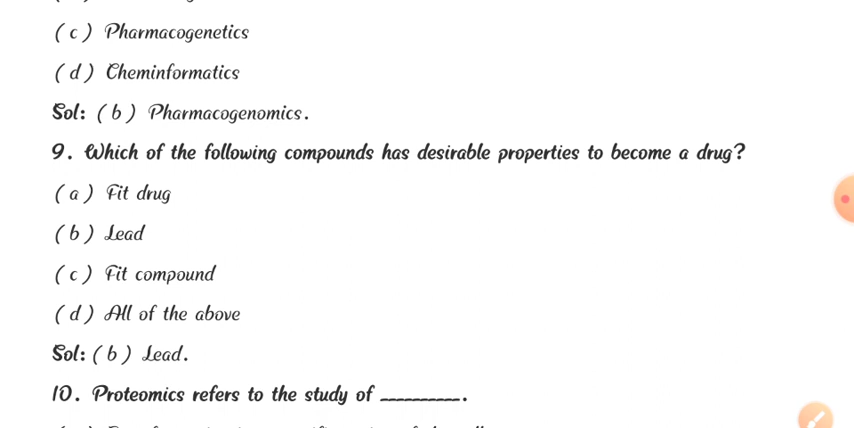 ( c ) Pharmacogenetics
( d ) Cheminformatics
Sol: ( b ) Pharmacogenomics.
9. Which of the following compounds has desirable properties to become a drug?
( a ) Fit drug
( b ) Lead
( c ) Fit compound
( d ) All of the above
Sol: ( b ) Lead.
10. Proteomics refers to the study of __________.